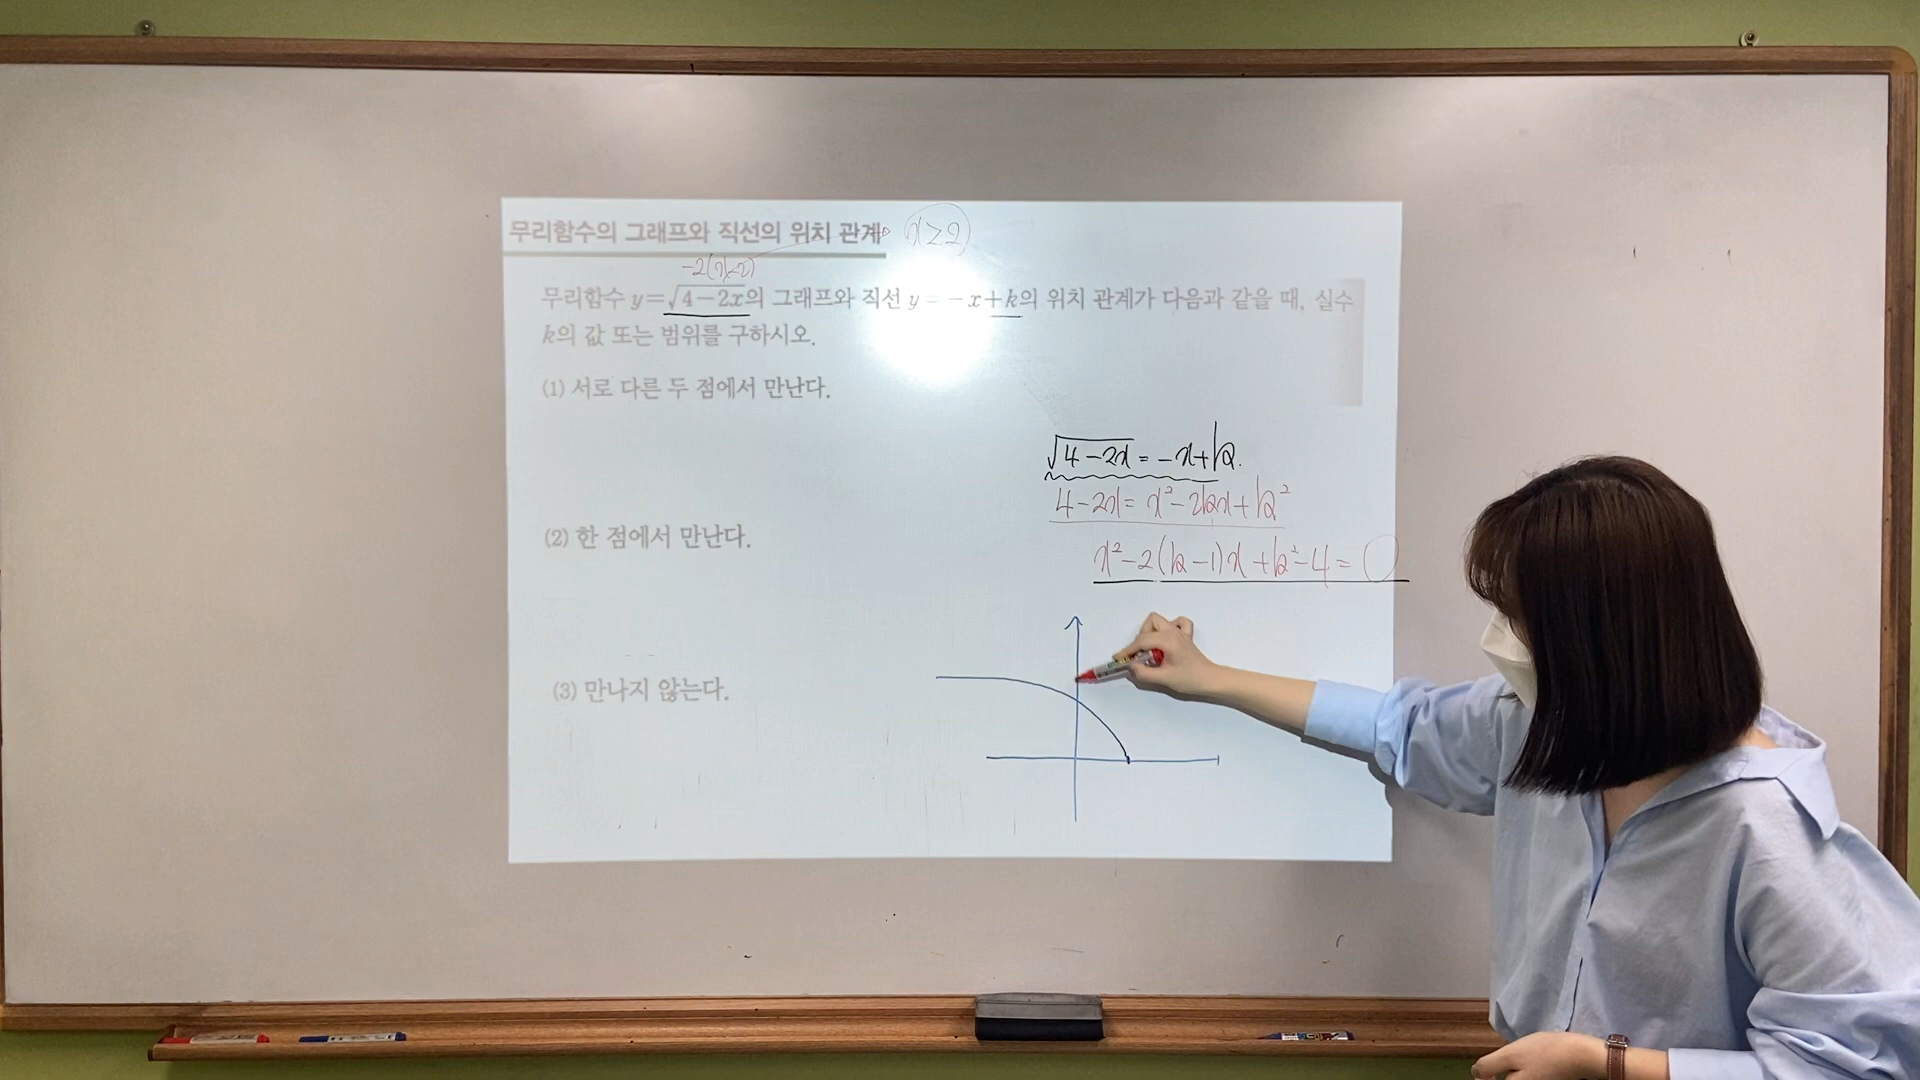 무리함수의 그래프와 직선의 위치 관계 x≥2
-2(x-2)
무리함수 y=√4-2x의 그래프와 직선 y=-x+k의 위치 관계가 다음과 같을 때, 실수
k의 값 또는 범위를 구하시오.
(1) 서로 다른 두 점에서 만난다.
√4-2x = -x+k.
4-2x = x²-2kx+k²
(2) 한 점에서 만난다.
x²-2(k-1)x+k²-4=0
(3) 만나지 않는다.